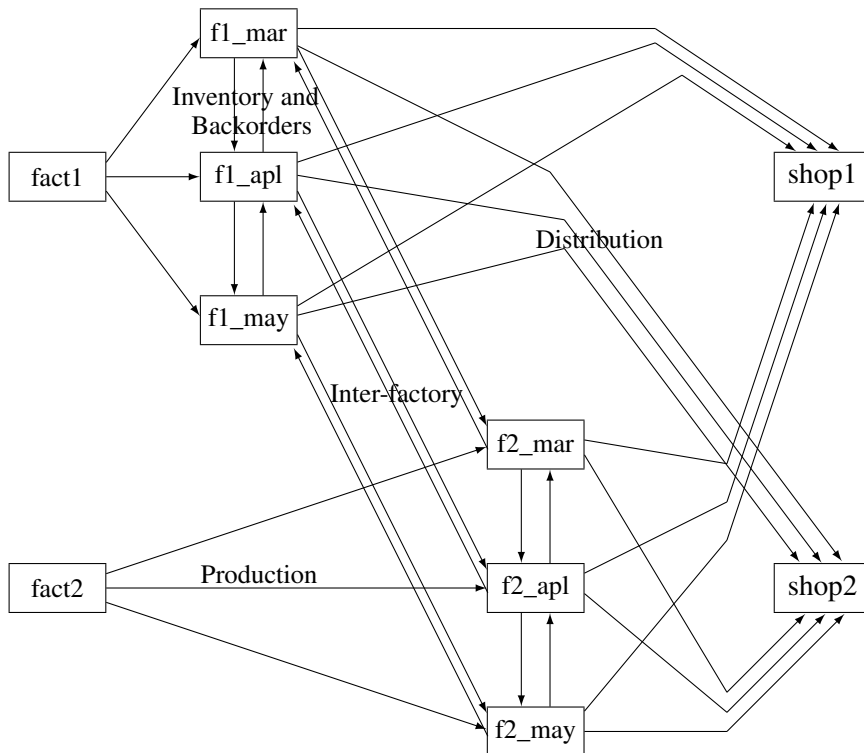 f1_mar
Inventory and
Backorders
fact1
f1_apl
shop1
Distribution
f1_may
Inter-factory
f2_mar
Production
fact2
f2_apl
shop2
f2_may